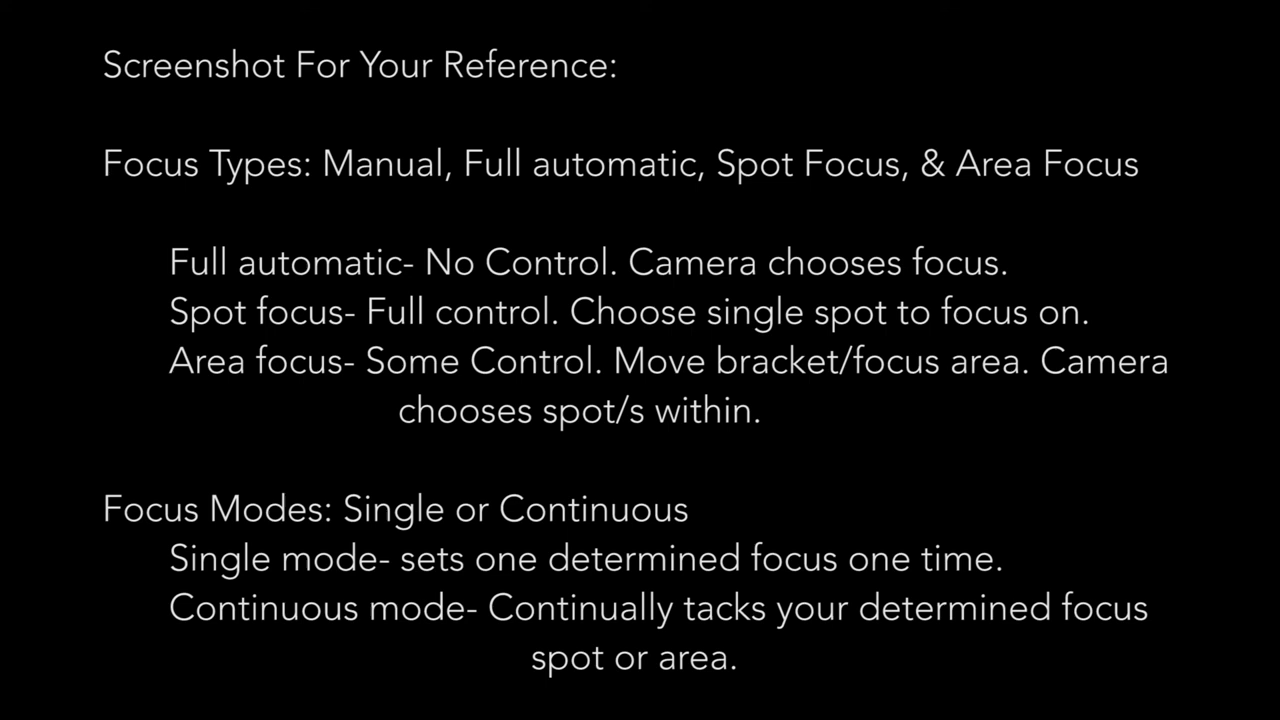 Screenshot For Your Reference:
Focus Types: Manual, Full automatic, Spot Focus, & Area Focus
Full automatic- No Control. Camera chooses focus.
Spot focus- Full control. Choose single spot to focus on.
Area focus- Some Control. Move bracket/focus area. Camera
chooses spot/s within.
Focus Modes: Single or Continuous
Single mode- sets one determined focus one time.
Continuous mode- Continually tacks your determined focus
spot or area.